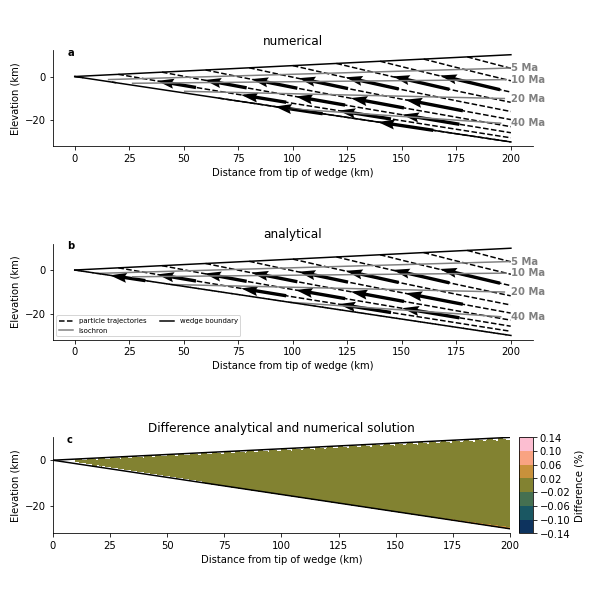 numerical
a
Elevation (km)
0
−20
5 Ma
10 Ma
20 Ma
40 Ma
0 25 50 75 100 125 150 175 200
Distance from tip of wedge (km)
analytical
b
Elevation (km)
0
−20
5 Ma
10 Ma
20 Ma
40 Ma
particle trajectories
isochron
wedge boundary
0 25 50 75 100 125 150 175 200
Distance from tip of wedge (km)
Difference analytical and numerical solution
c
Elevation (km)
0
−20
0 25 50 75 100 125 150 175 200
Distance from tip of wedge (km)
0.14
0.10
0.06
0.02
−0.02
−0.06
−0.10
−0.14
Difference (%)